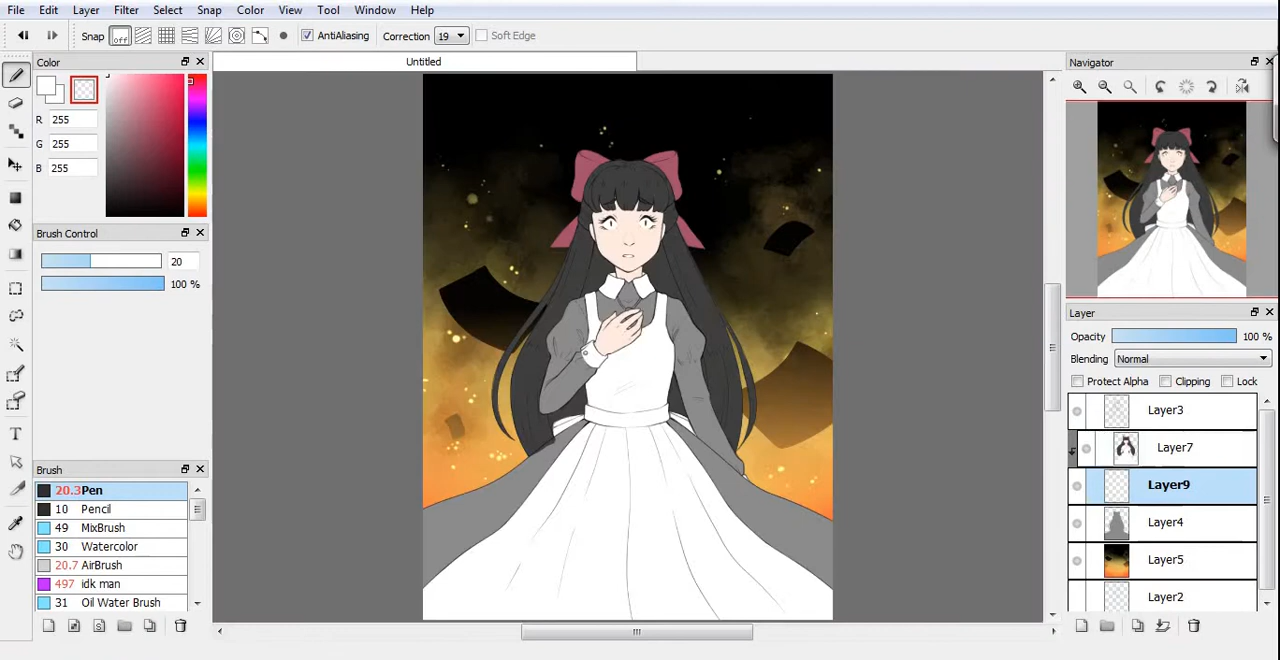 File Edit Layer Filter Select Snap Color View Tool Window Help
Snap off AntiAliasing Correction 19 Soft Edge
Color
Untitled
Navigator
R 255
G 255
B 255
Brush Control
20
100 %
Layer
Opacity 100 %
Blending Normal
Protect Alpha Clipping Lock
Layer3
Layer7
Layer9
Layer4
Layer5
Layer2
Brush
20.3 Pen
10 Pencil
49 MixBrush
30 Watercolor
20.7 AirBrush
497 idk man
31 Oil Water Brush
T